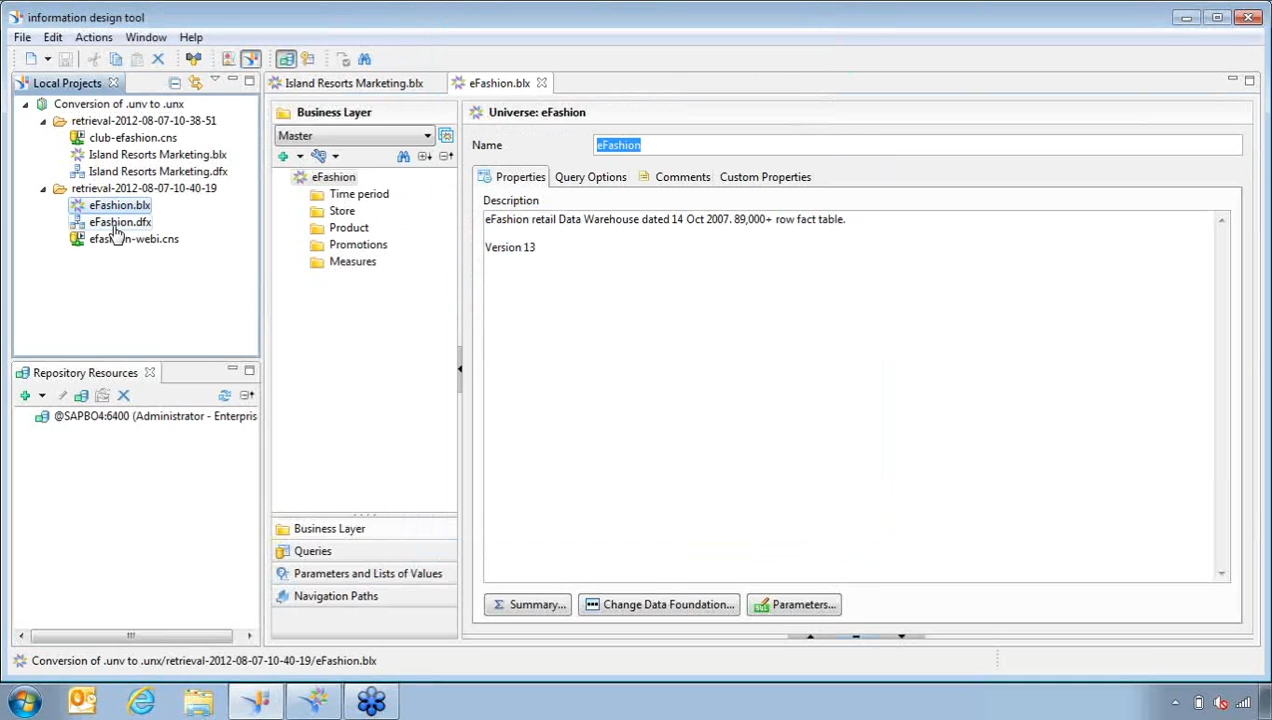 information design tool
File Edit Actions Window Help
Local Projects
Island Resorts Marketing.blx
eFashion.blx
Conversion of .unv to .unx
retrieval-2012-08-07-10-38-51
club-efashion.cns
Island Resorts Marketing.blx
Island Resorts Marketing.dfx
retrieval-2012-08-07-10-40-19
eFashion.blx
eFashion.dfx
efashion-webi.cns
Repository Resources
@SAPBO4:6400 (Administrator - Enterpris
Business Layer
Master
eFashion
Time period
Store
Product
Promotions
Measures
Business Layer
Queries
Parameters and Lists of Values
Navigation Paths
Universe: eFashion
Name eFashion
Properties Query Options Comments Custom Properties
Description
eFashion retail Data Warehouse dated 14 Oct 2007. 89,000+ row fact table.
Version 13
Summary... Change Data Foundation... Parameters...
Conversion of .unv to .unx/retrieval-2012-08-07-10-40-19/eFashion.blx